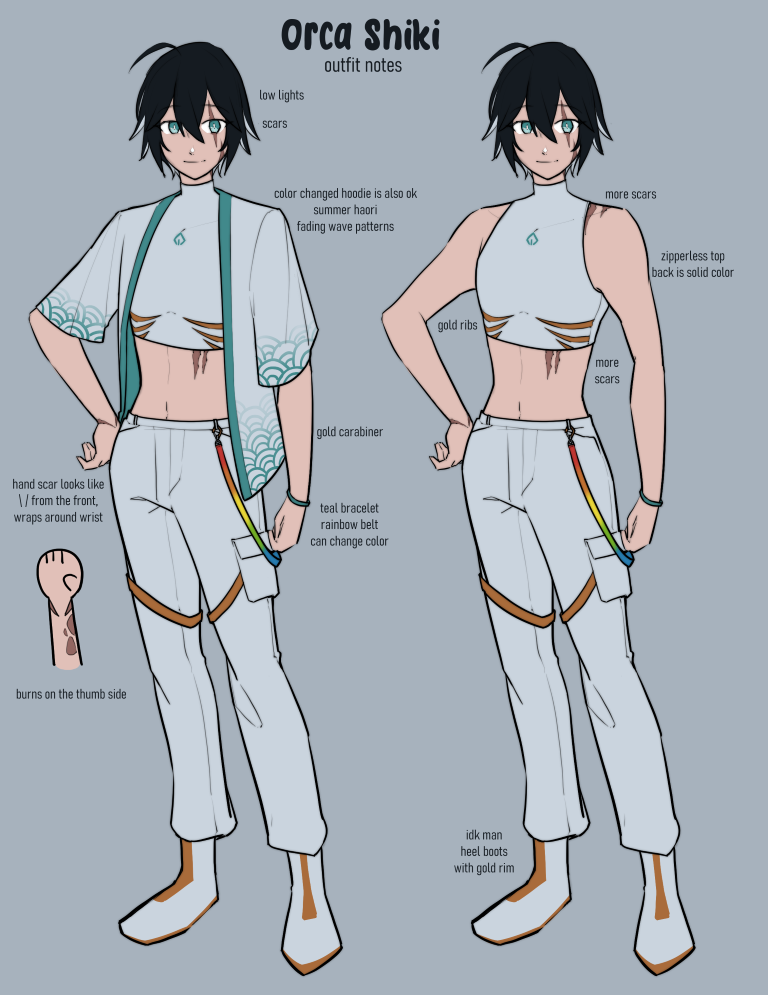 Orca Shiki
outfit notes
low lights
scars
color changed hoodie is also ok
summer haori
fading wave patterns
more scars
zipperless top
back is solid color
gold ribs
more
scars
gold carabiner
hand scar looks like
\ / from the front,
wraps around wrist
teal bracelet
rainbow belt
can change color
burns on the thumb side
idk man
heel boots
with gold rim